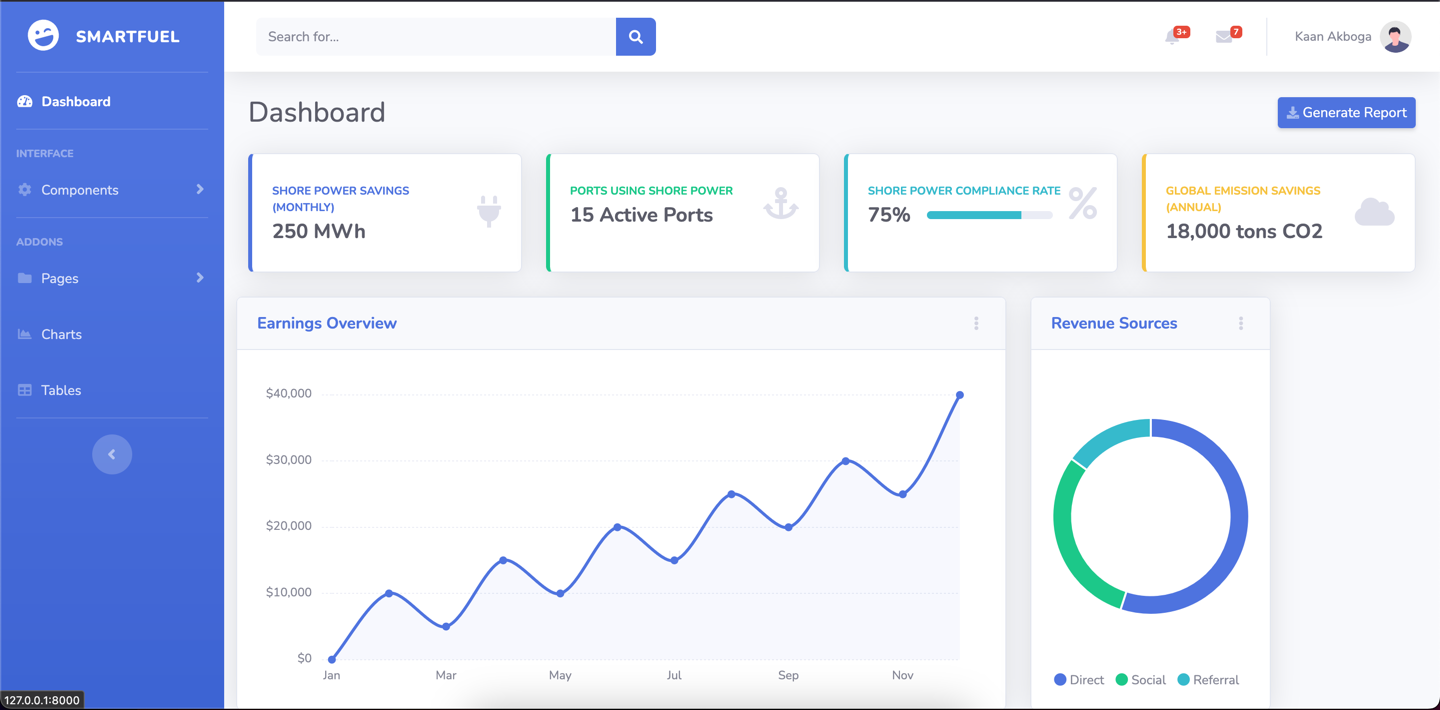 SMARTFUEL
Search for...
3+
7
Kaan Akboga
Dashboard
INTERFACE
Components
ADDONS
Pages
Charts
Tables
Dashboard
Generate Report
SHORE POWER SAVINGS
(MONTHLY)
250 MWh
PORTS USING SHORE POWER
15 Active Ports
SHORE POWER COMPLIANCE RATE
75%
GLOBAL EMISSION SAVINGS
(ANNUAL)
18,000 tons CO2
Earnings Overview
$40,000
$30,000
$20,000
$10,000
$0
Jan Mar May Jul Sep Nov
Revenue Sources
Direct Social Referral
127.0.0.1:8000